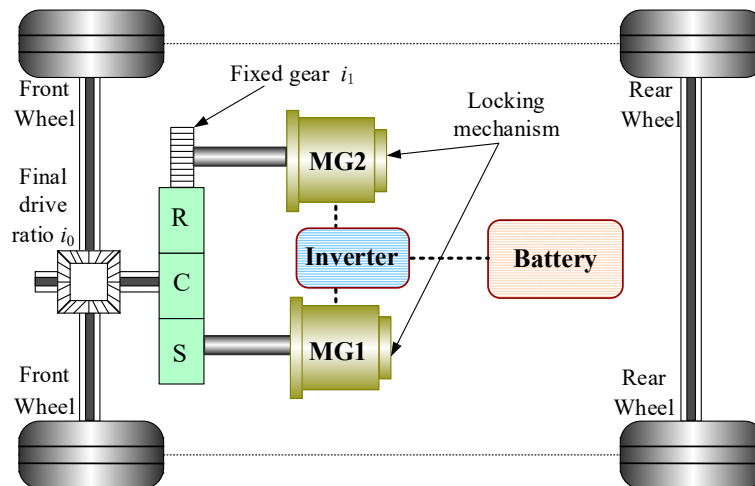 Fixed gear i₁
Front
Wheel
Rear
Wheel
Locking
mechanism
MG2
Final
drive
ratio i₀
R
C
S
Inverter
Battery
MG1
Front
Wheel
Rear
Wheel